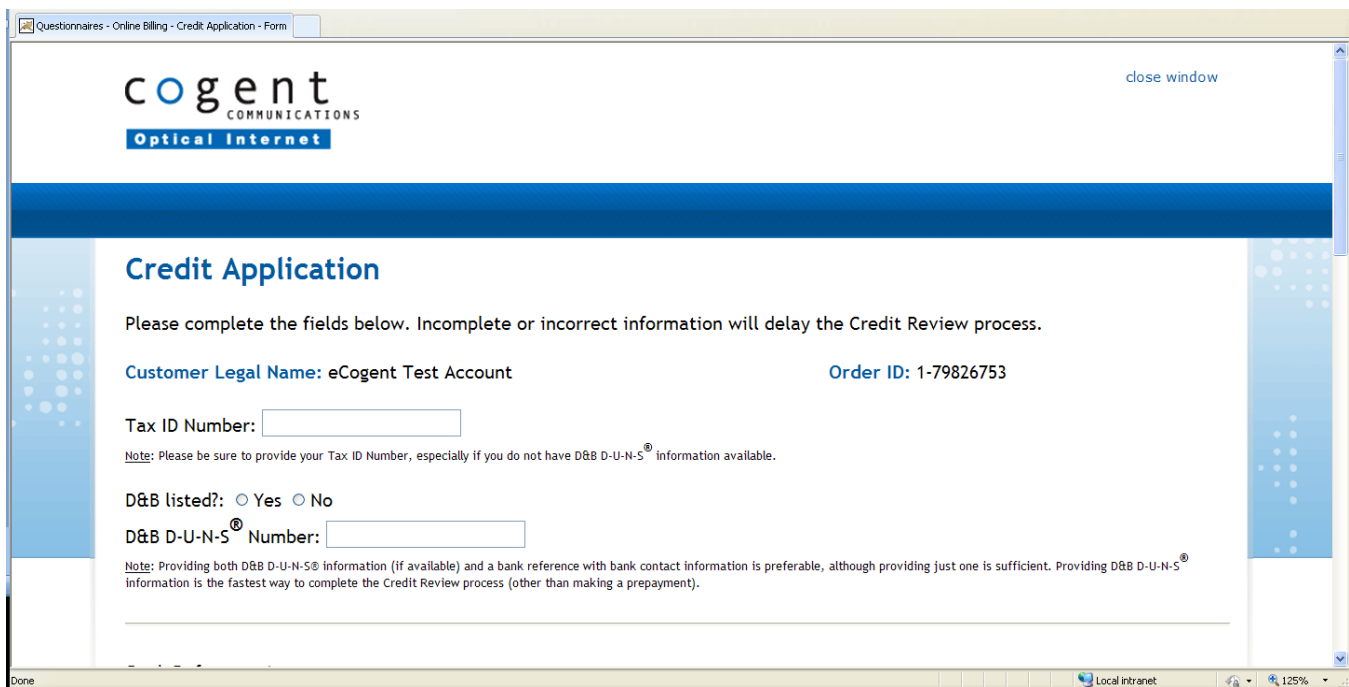 Questionnaires - Online Billing - Credit Application - Form
close window
cogent
COMMUNICATIONS
Optical Internet
Credit Application
Please complete the fields below. Incomplete or incorrect information will delay the Credit Review process.
Customer Legal Name: eCogent Test Account Order ID: 1-79826753
Tax ID Number:
Note: Please be sure to provide your Tax ID Number, especially if you do not have D&B D-U-N-S® information available.
D&B listed?: Yes No
D&B D-U-N-S® Number:
Note: Providing both D&B D-U-N-S® information (if available) and a bank reference with bank contact information is preferable, although providing just one is sufficient. Providing D&B D-U-N-S®
information is the fastest way to complete the Credit Review process (other than making a prepayment).
Done Local intranet 125%